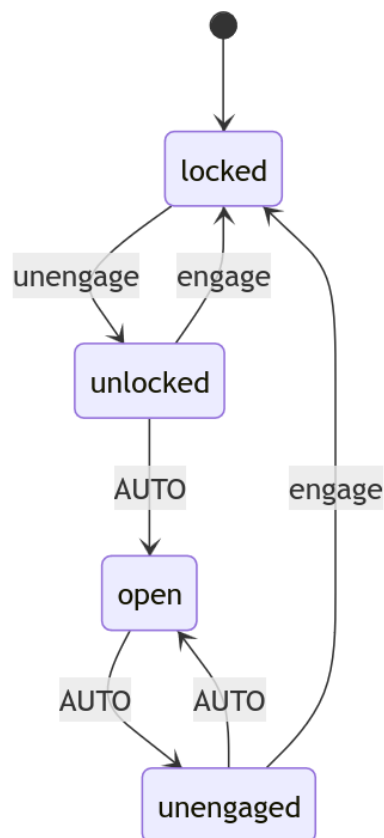 locked
unengage
engage
unlocked
AUTO
engage
open
AUTO
AUTO
unengaged